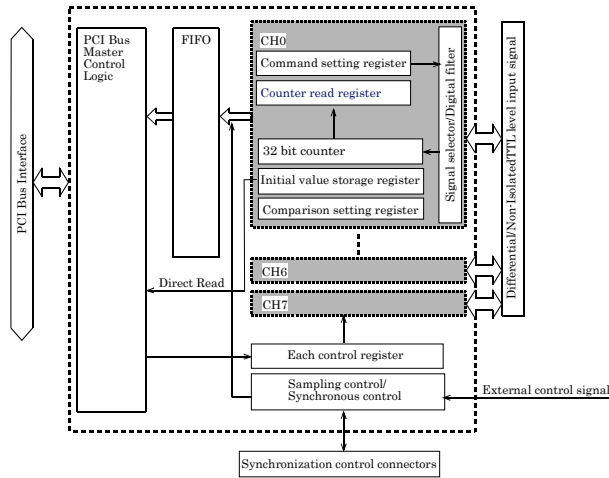 PCI Bus Interface
PCI Bus
Master
Control
Logic
FIFO
CH0
Command setting register
Counter read register
32 bit counter
Initial value storage register
Comparison setting register
Signal selector/Digital filter
Differential/Non-IsolatedTTL level input signal
CH6
Direct Read
CH7
Each control register
Sampling control/
Synchronous control
External control signal
Synchronization control connectors